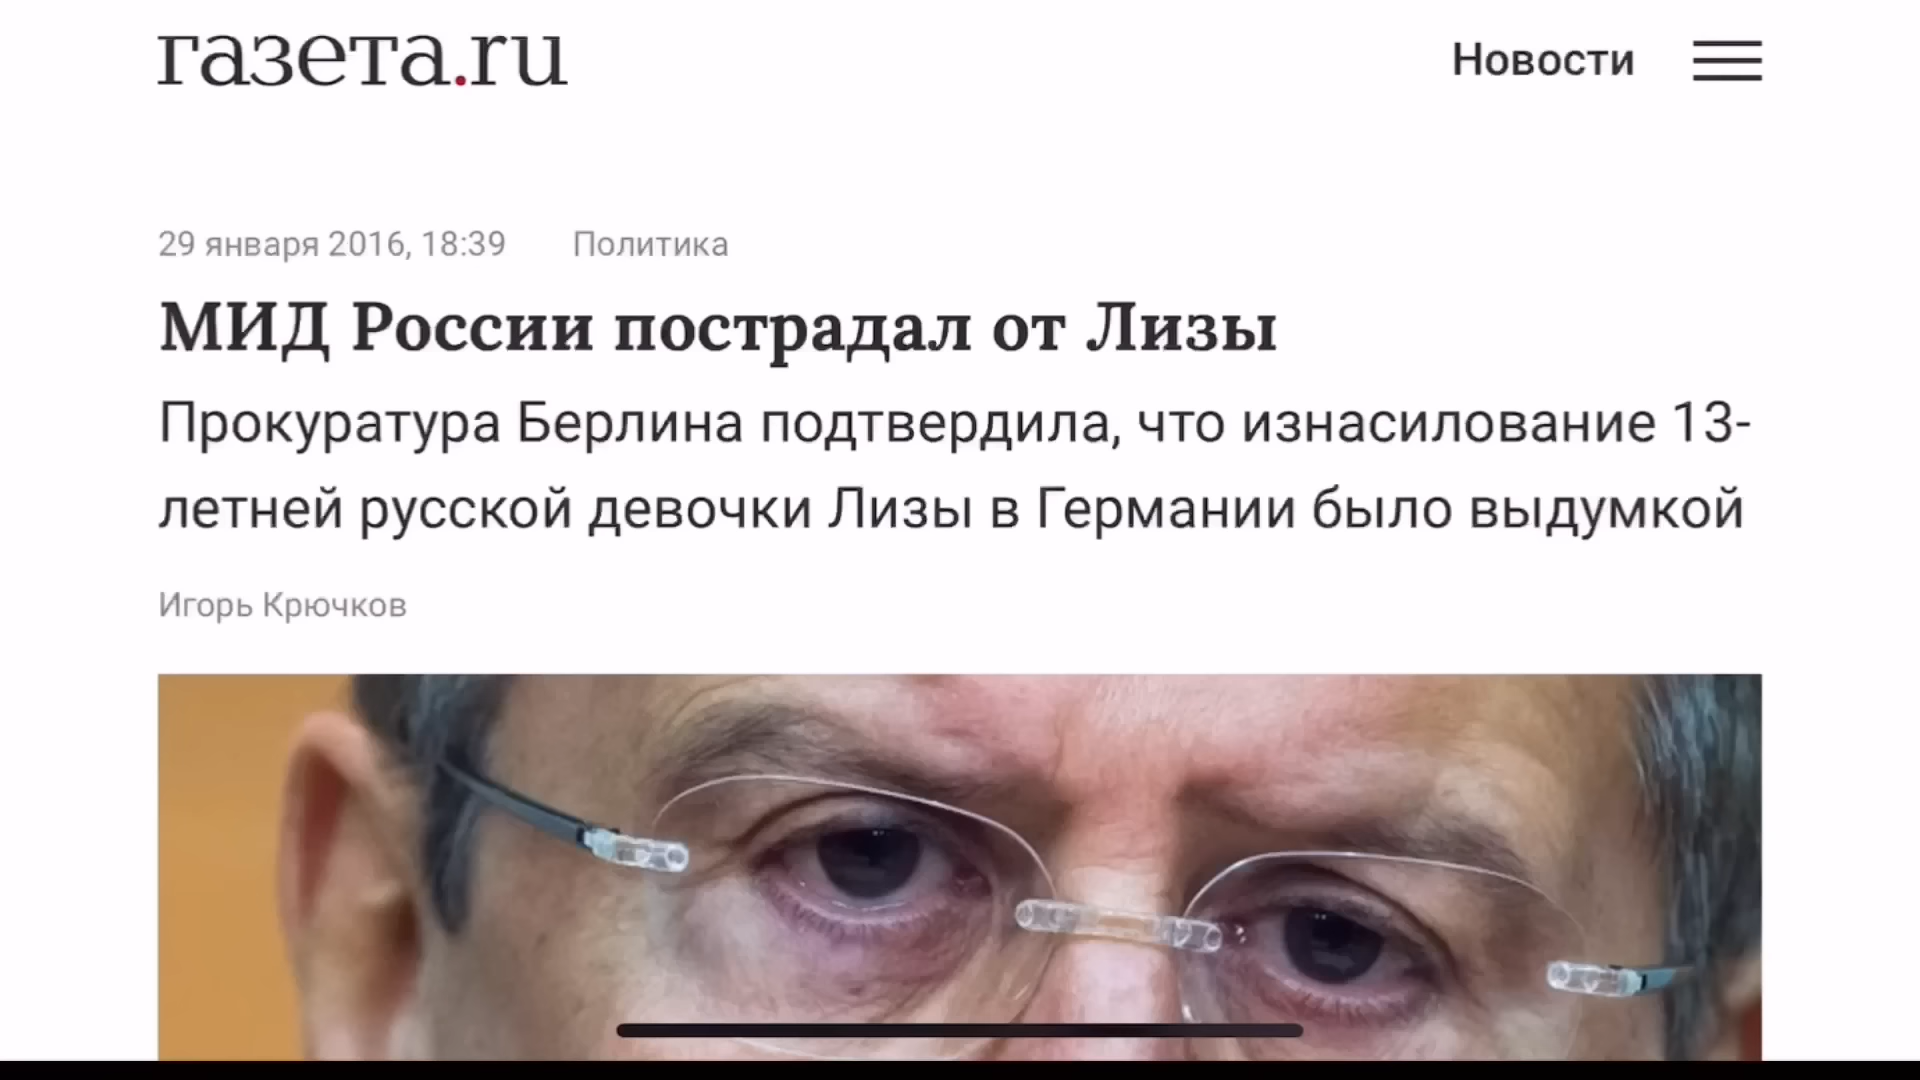 газета.ru
Новости
29 января 2016, 18:39 Политика
МИД России пострадал от Лизы
Прокуратура Берлина подтвердила, что изнасилование 13-
летней русской девочки Лизы в Германии было выдумкой
Игорь Крючков